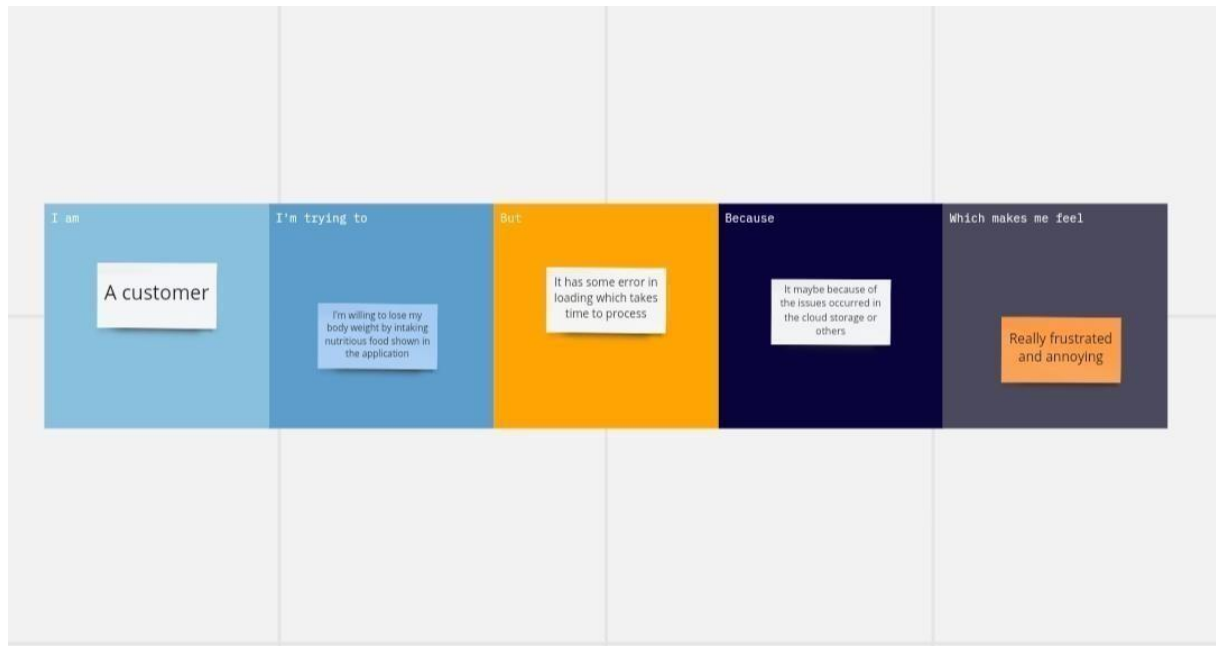 I am
A customer
I'm trying to
I'm willing to lose my
body weight by intaking
nutritious food shown in
the application
But
It has some error in
loading which takes
time to process
Because
It maybe because of
the issues occurred in
the cloud storage or
others
Which makes me feel
Really frustrated
and annoying